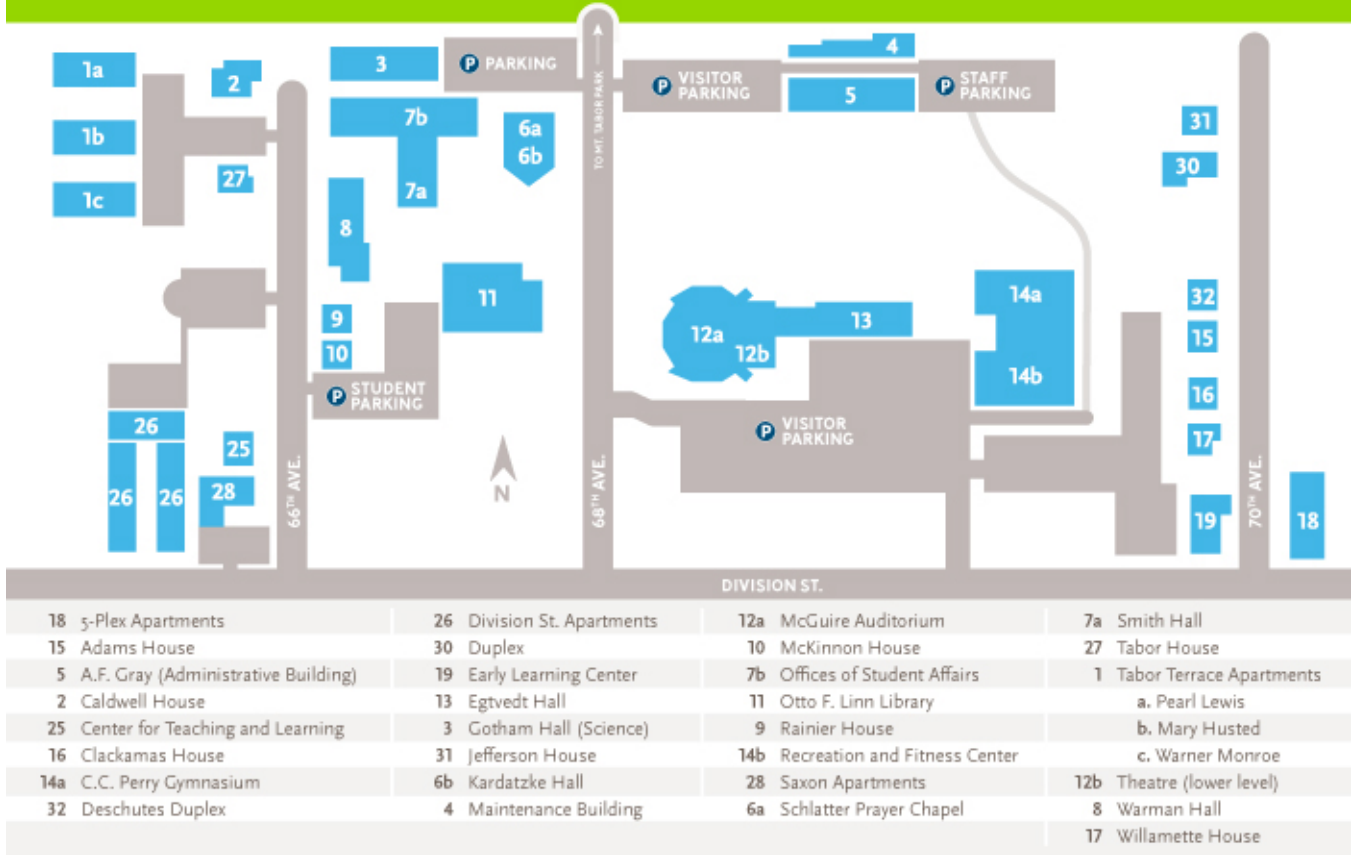 1a
2
3
P PARKING
TO MT. TABOR PARK
P VISITOR
PARKING
4
5
P STAFF
PARKING
1b
27
7b
7a
6a
6b
31
30
1c
8
11
9
10
P STUDENT
PARKING
12a
12b
13
14a
14b
32
15
16
17
P VISITOR
PARKING
N
26
26
26
25
28
66TH AVE.
68TH AVE.
70TH AVE.
19
18
DIVISION ST.
18 5-Plex Apartments
15 Adams House
5 A.F. Gray (Administrative Building)
2 Caldwell House
25 Center for Teaching and Learning
16 Clackamas House
14a C.C. Perry Gymnasium
32 Deschutes Duplex
26 Division St. Apartments
30 Duplex
19 Early Learning Center
13 Egtvedt Hall
3 Gotham Hall (Science)
31 Jefferson House
6b Kardatzke Hall
4 Maintenance Building
12a McGuire Auditorium
10 McKinnon House
7b Offices of Student Affairs
11 Otto F. Linn Library
9 Rainier House
14b Recreation and Fitness Center
28 Saxon Apartments
6a Schlatter Prayer Chapel
7a Smith Hall
27 Tabor House
1 Tabor Terrace Apartments
a. Pearl Lewis
b. Mary Husted
c. Warner Monroe
12b Theatre (lower level)
8 Warman Hall
17 Willamette House